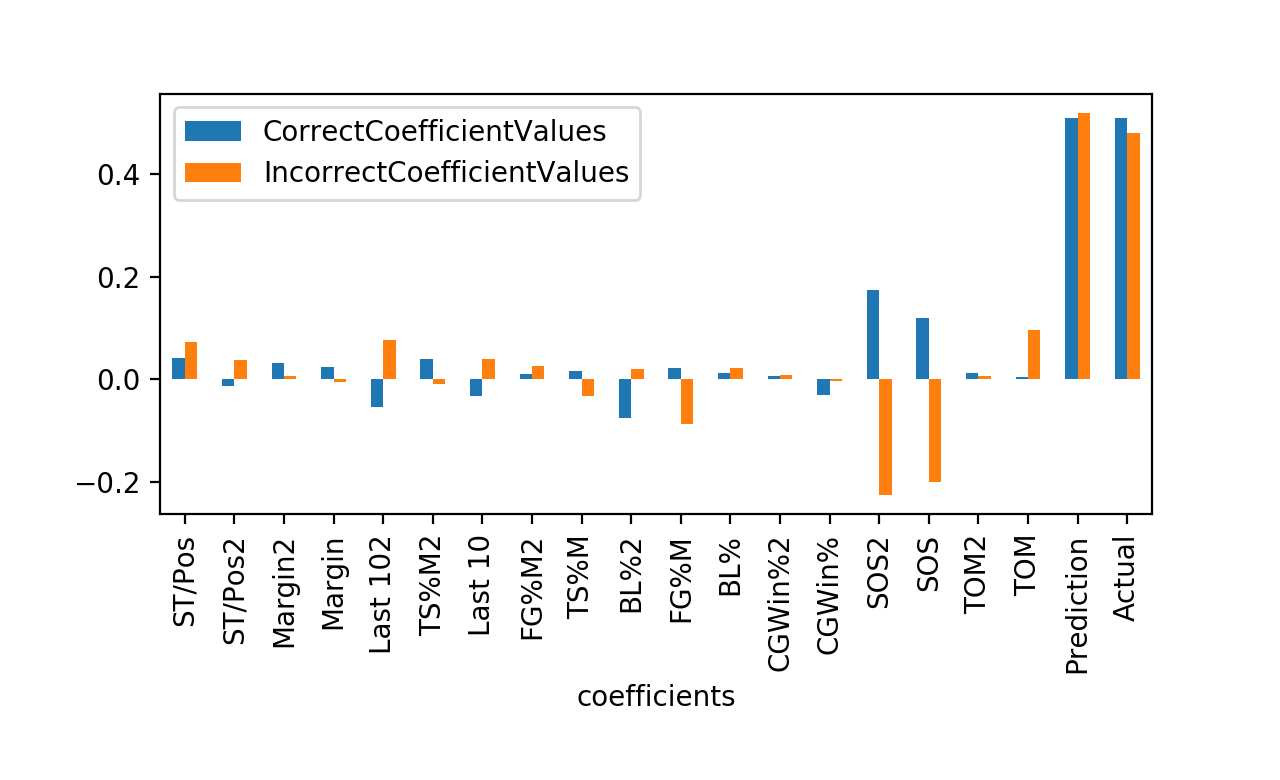 CorrectCoefficientValues
IncorrectCoefficientValues
0.4
0.2
0.0
−0.2
ST/Pos
ST/Pos2
Margin2
Margin
Last 102
TS%M2
Last 10
FG%M2
TS%M
BL%2
FG%M
BL%
CGWin%2
CGWin%
SOS2
SOS
TOM2
TOM
Prediction
Actual
coefficients